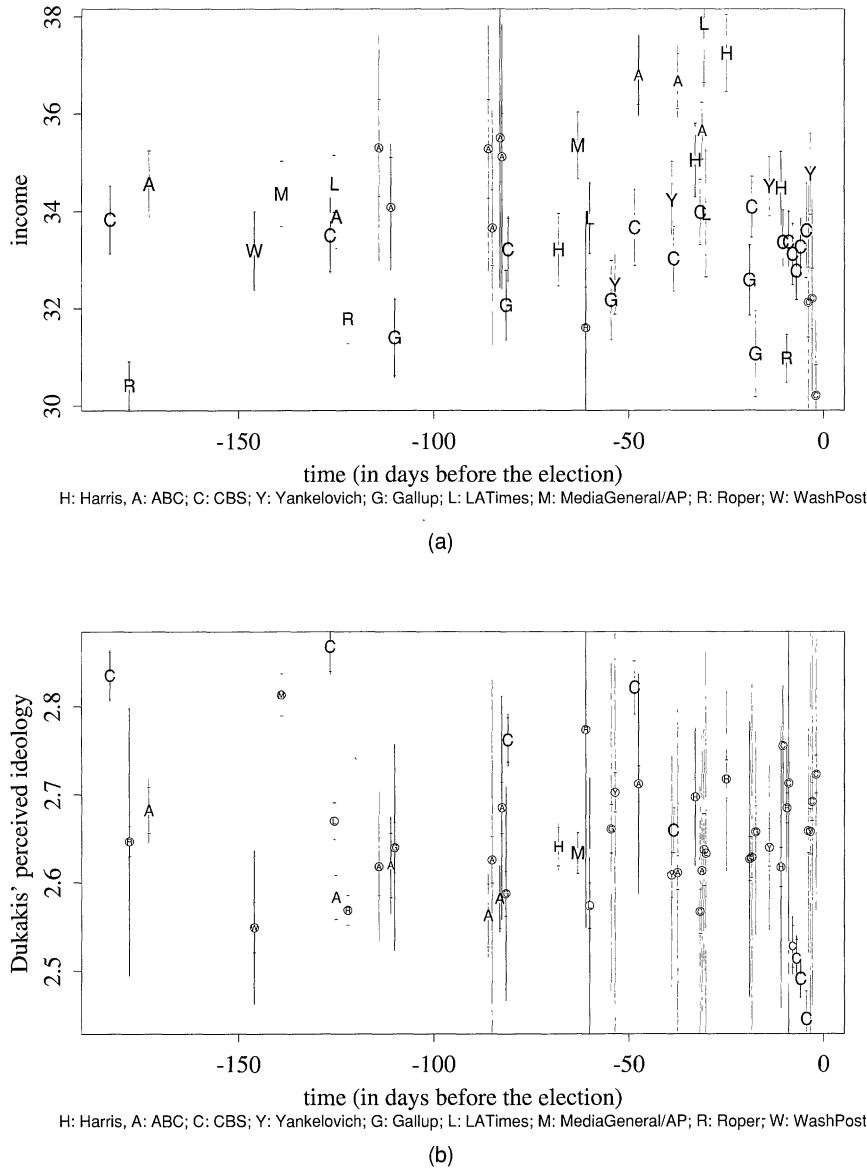 38
36
34
32
30
income
-150
-100
-50
0
time (in days before the election)
H: Harris, A: ABC; C: CBS; Y: Yankelovich; G: Gallup; L: LATimes; M: MediaGeneral/AP; R: Roper; W: WashPost
(a)
2.8
2.7
2.6
2.5
Dukakis' perceived ideology
-150
-100
-50
0
time (in days before the election)
H: Harris, A: ABC; C: CBS; Y: Yankelovich; G: Gallup; L: LATimes; M: MediaGeneral/AP; R: Roper; W: WashPost
(b)